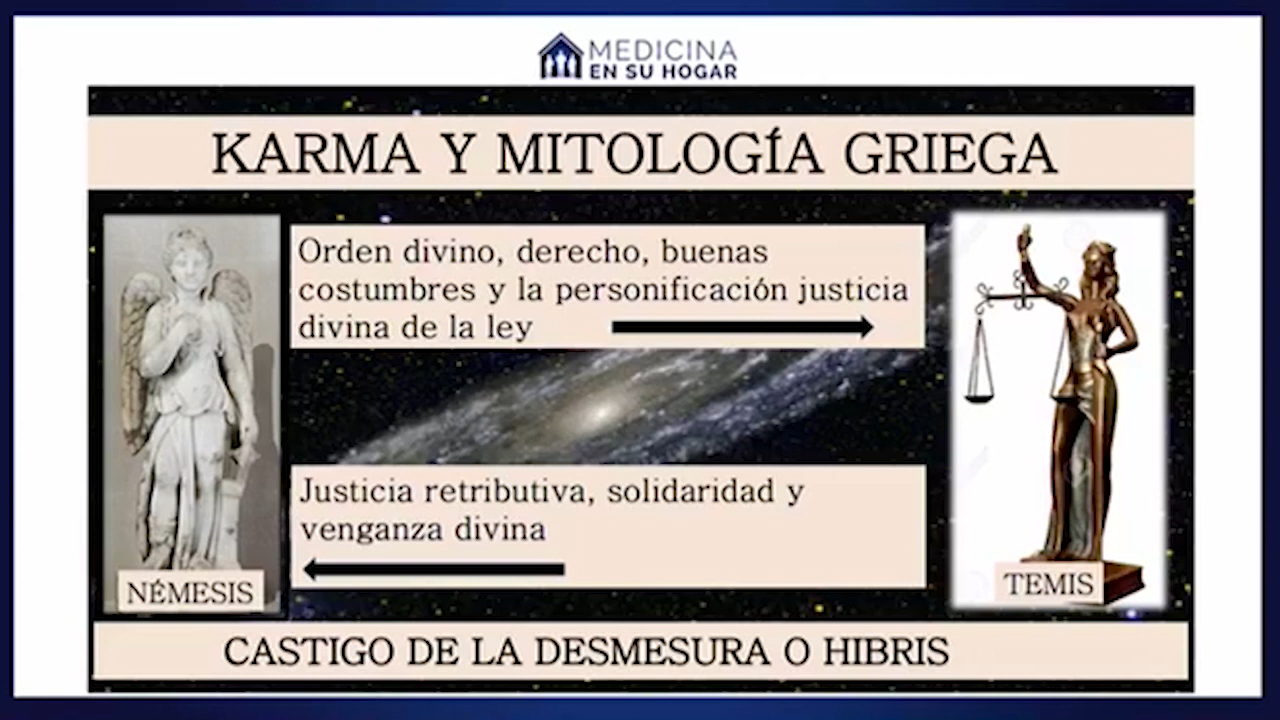 MEDICINA
EN SU HOGAR
KARMA Y MITOLOGÍA GRIEGA
Orden divino, derecho, buenas
costumbres y la personificación justicia
divina de la ley
Justicia retributiva, solidaridad y
venganza divina
NÉMESIS
TEMIS
CASTIGO DE LA DESMESURA O HIBRIS